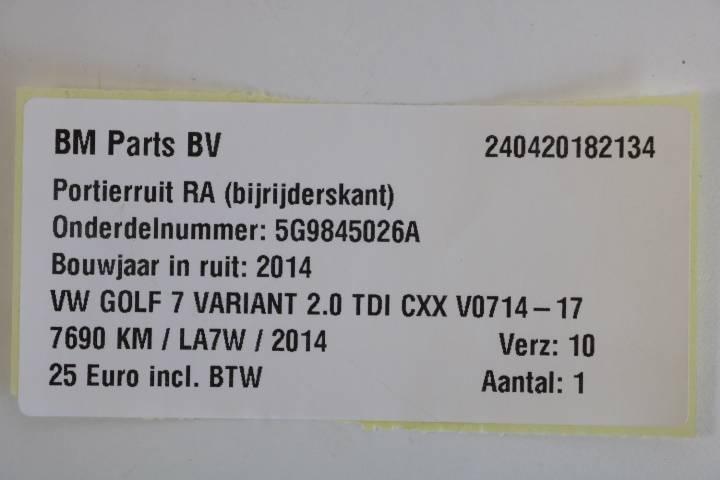 BM Parts BV 240420182134
Portierruit RA (bijrijderskant)
Onderdelnummer: 5G9845026A
Bouwjaar in ruit: 2014
VW GOLF 7 VARIANT 2.0 TDI CXX V0714 – 17
7690 KM / LA7W / 2014 Verz: 10
25 Euro incl. BTW Aantal: 1